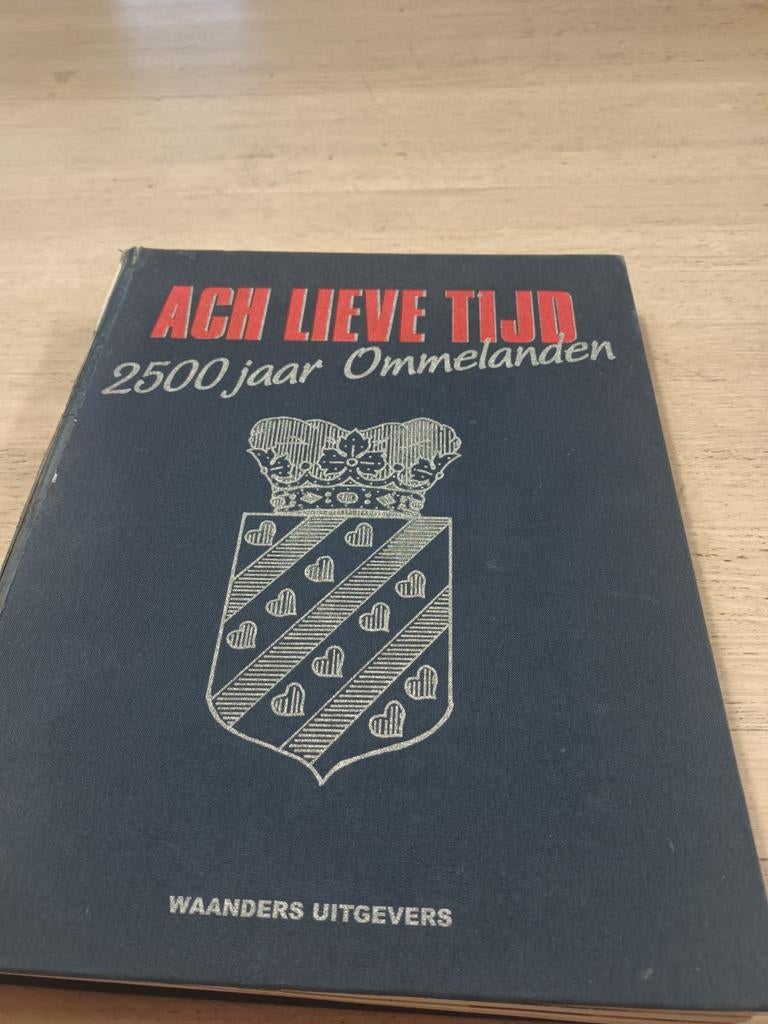 ACH LIEVE TIJD
2500 jaar Ommelanden
WAANDERS UITGEVERS